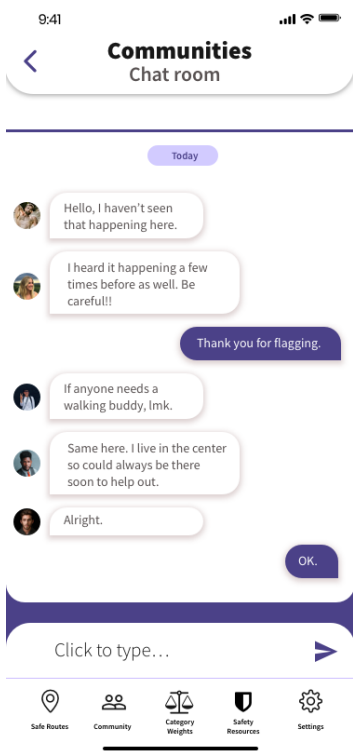 9:41
Communities
Chat room
Today
Hello, I haven't seen
that happening here.
I heard it happening a few
times before as well. Be
careful!!
Thank you for flagging.
If anyone needs a
walking buddy, lmk.
Same here. I live in the center
so could always be there
soon to help out.
Alright.
OK.
Click to type…
Safe Routes
Community
Category
Weights
Safety
Resources
Settings